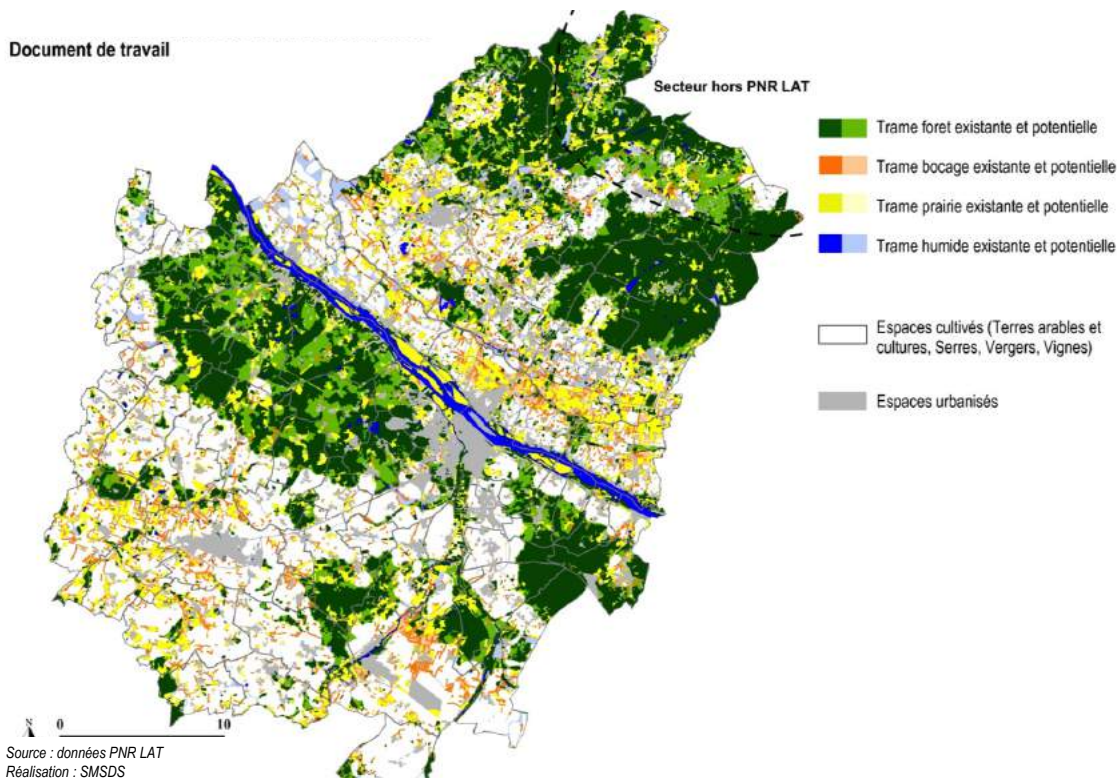 Document de travail
Secteur hors PNR LAT
Trame foret existante et potentielle
Trame bocage existante et potentielle
Trame prairie existante et potentielle
Trame humide existante et potentielle
Espaces cultivés (Terres arables et
cultures, Serres, Vergers, Vignes)
Espaces urbanisés
N
0 10
Source : données PNR LAT
Réalisation : SMSDS